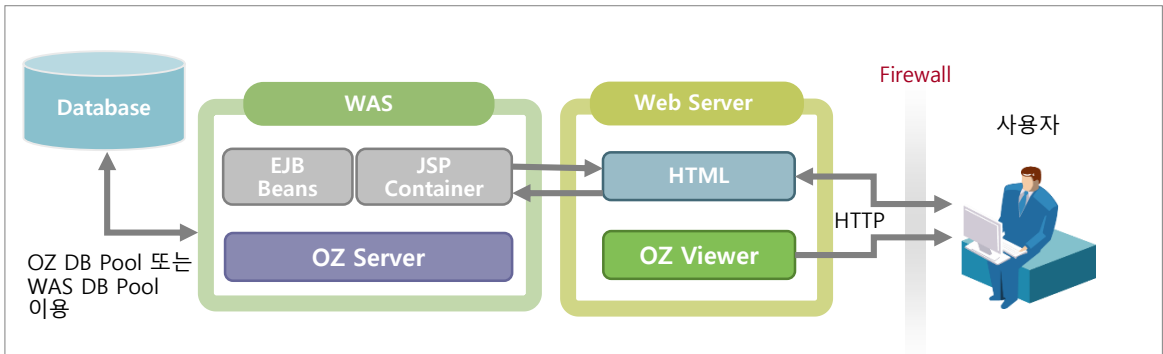 Database
WAS
Web Server
Firewall
사용자
EJB
Beans
JSP
Container
HTML
HTTP
OZ Server
OZ Viewer
OZ DB Pool 또는
WAS DB Pool
이용